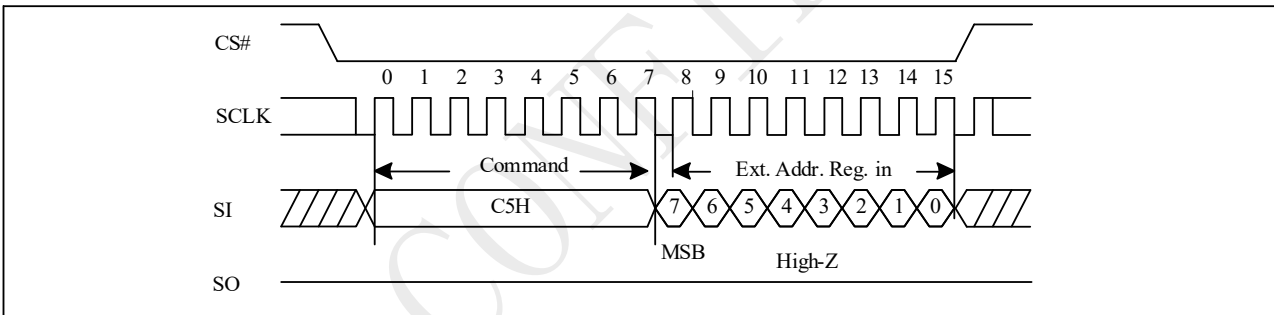 CS#
0 1 2 3 4 5 6 7 8 9 10 11 12 13 14 15
SCLK
Command Ext. Addr. Reg. in
SI C5H 7 6 5 4 3 2 1 0
MSB High-Z
SO